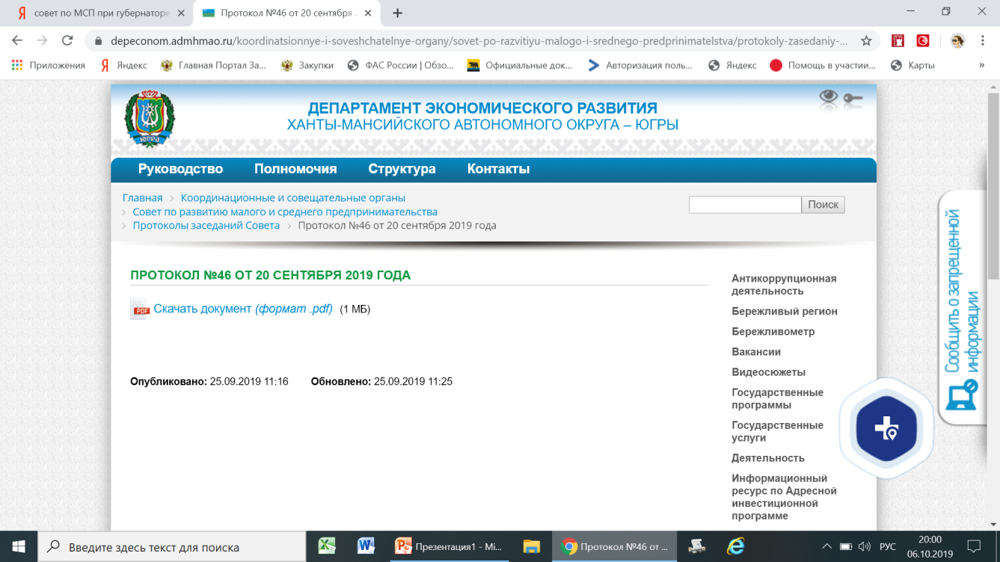 совет по МСП при губернаторе
Протокол №46 от 20 сентября 2
depeconom.admhmao.ru/koordinatsionnye-i-soveshchatelnye-organy/sovet-po-razvitiyu-malogo-i-srednego-predprinimatelstva/protokoly-zasedaniy-...
Приложения Яндекс Главная Портал За... Закупки ФАС России | Обзо... Официальные док... Авторизация поль... Яндекс Помощь в участии... Карты »
ДЕПАРТАМЕНТ ЭКОНОМИЧЕСКОГО РАЗВИТИЯ
ХАНТЫ-МАНСИЙСКОГО АВТОНОМНОГО ОКРУГА – ЮГРЫ
ЮГРА
Руководство Полномочия Структура Контакты
Главная › Координационные и совещательные органы
› Совет по развитию малого и среднего предпринимательства
› Протоколы заседаний Совета › Протокол №46 от 20 сентября 2019 года
Поиск
ПРОТОКОЛ №46 ОТ 20 СЕНТЯБРЯ 2019 ГОДА
PDF Скачать документ (формат .pdf) (1 МБ)
Опубликовано: 25.09.2019 11:16 Обновлено: 25.09.2019 11:25
Антикоррупционная
деятельность
Бережливый регион
Бережливометр
Вакансии
Видеосюжеты
Государственные
программы
Государственные
услуги
Деятельность
Информационный
ресурс по Адресной
инвестиционной
программе
Сообщить о запрещенной
информации
Введите здесь текст для поиска
Презентация1 - Mi...
Протокол №46 от ...
РУС
20:00
06.10.2019